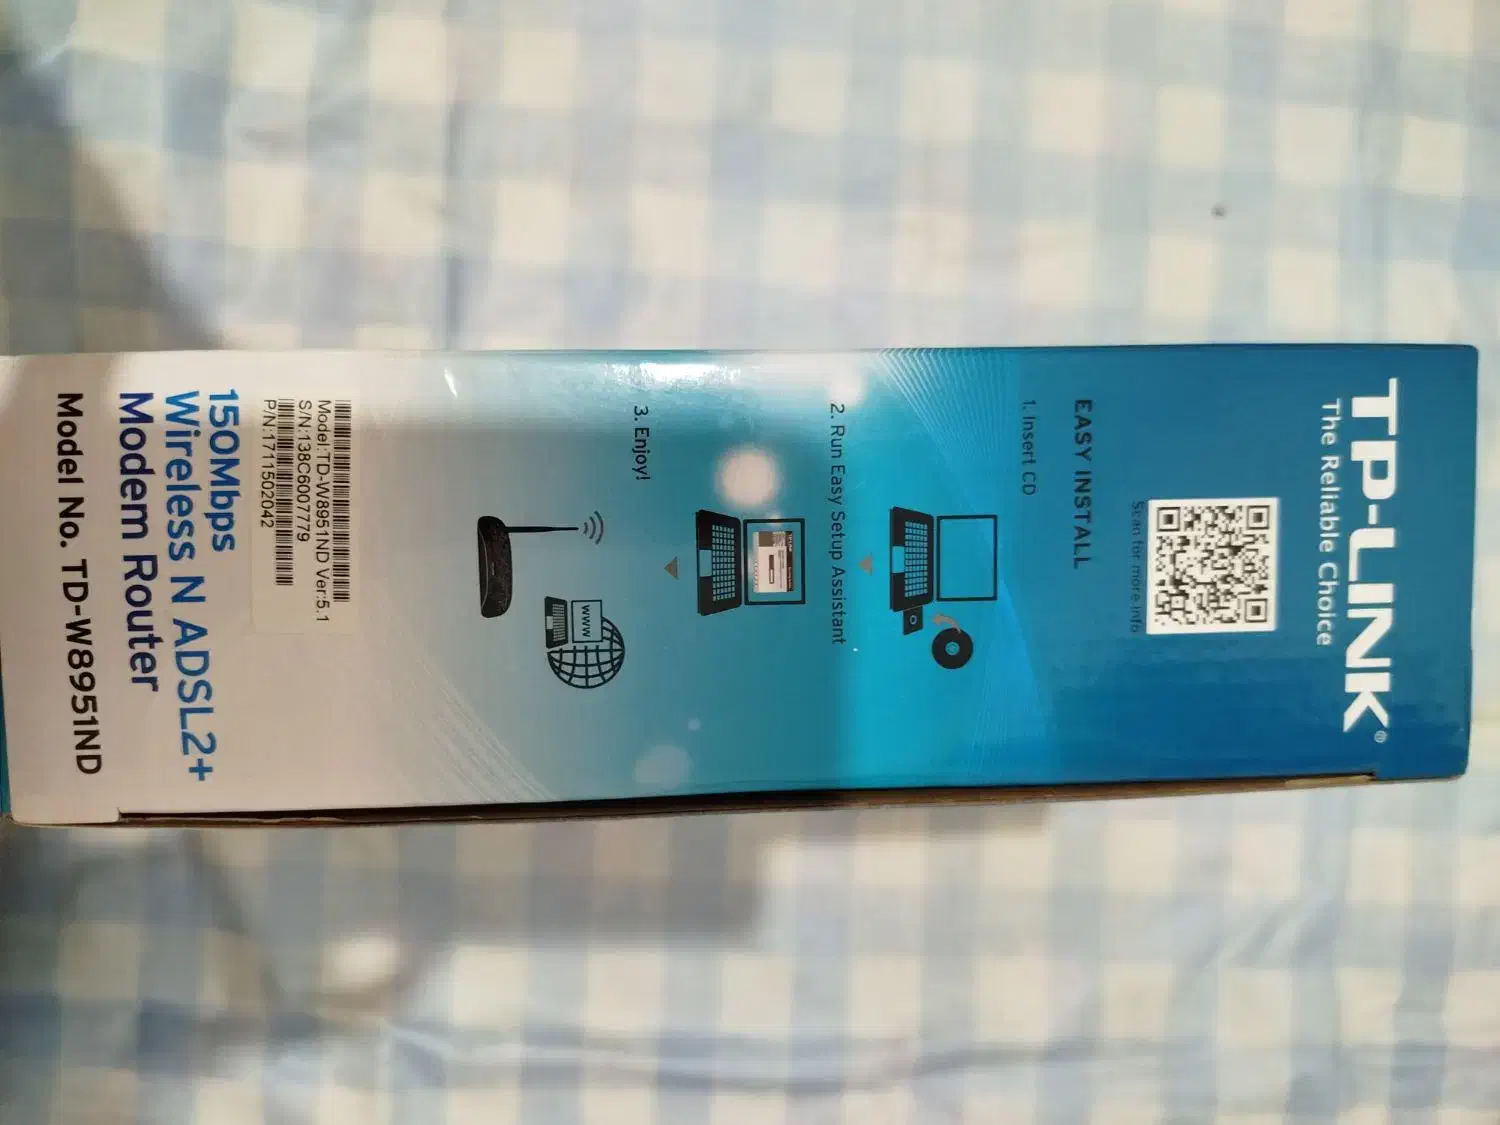 TP-LINK®
The Reliable Choice
Scan for more info
EASY INSTALL
1. Insert CD
2. Run Easy Setup Assistant
3. Enjoy!
WWW
Model:TD-W8951ND Ver:5.1
S/N:138C6007779
P/N:1711502042
150Mbps
Wireless N ADSL2+
Modem Router
Model No. TD-W8951ND